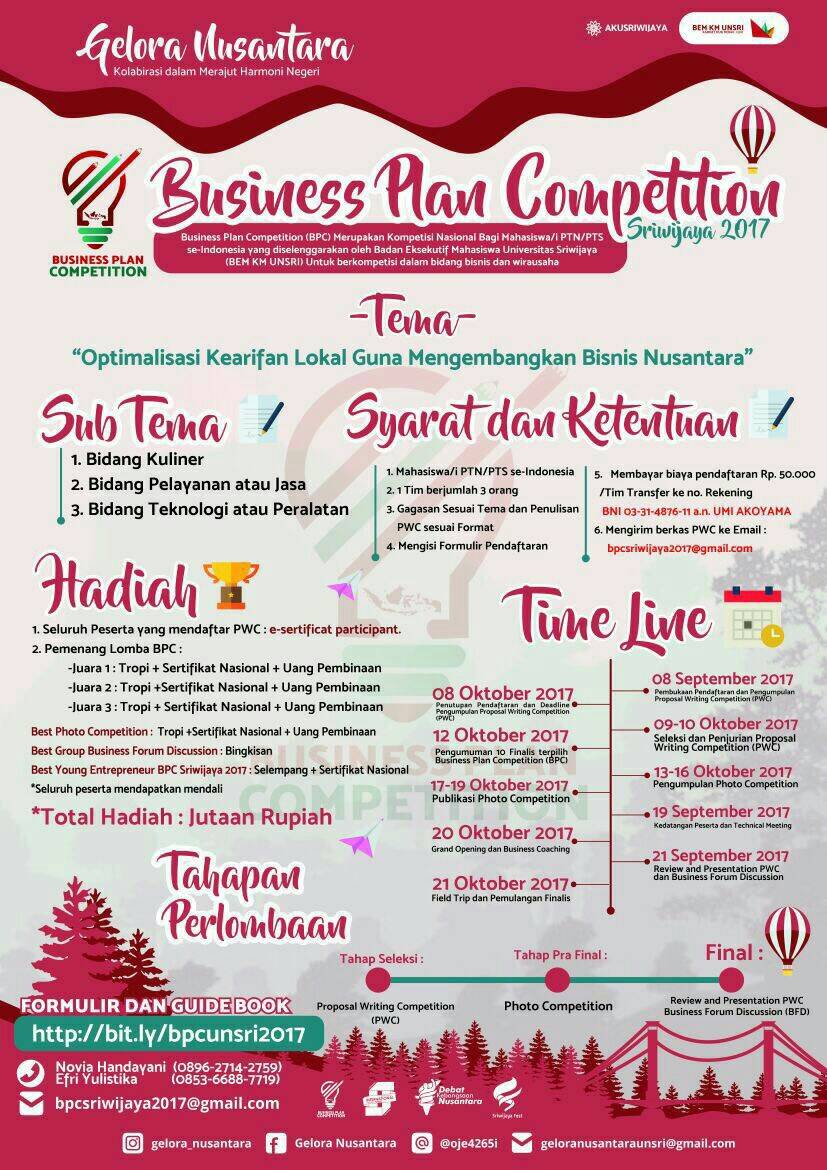 Gelora Nusantara
Kolabirasi dalam Merajut Harmoni Negeri
AKUSRIWIJAYA
BEM KM UNSRI
BUSINESS PLAN
COMPETITION
Business Plan Competition
Sriwijaya 2017
Business Plan Competition (BPC) Merupakan Kompetisi Nasional Bagi Mahasiswa/i PTN/PTS
se-Indonesia yang diselenggarakan oleh Badan Eksekutif Mahasiswa Universitas Sriwijaya
(BEM KM UNSRI) Untuk berkompetisi dalam bidang bisnis dan wirausaha
-Tema-
“Optimalisasi Kearifan Lokal Guna Mengembangkan Bisnis Nusantara”
Sub Tema
1. Bidang Kuliner
2. Bidang Pelayanan atau Jasa
3. Bidang Teknologi atau Peralatan
Syarat dan Ketentuan
1. Mahasiswa/i PTN/PTS se-Indonesia
2. 1 Tim berjumlah 3 orang
3. Gagasan Sesuai Tema dan Penulisan
PWC sesuai Format
4. Mengisi Formulir Pendaftaran
5. Membayar biaya pendaftaran Rp. 50.000
/Tim Transfer ke no. Rekening
BNI 03-31-4876-11 a.n. UMI AKOYAMA
6. Mengirim berkas PWC ke Email :
bpcsriwijaya2017@gmail.com
Hadiah
1. Seluruh Peserta yang mendaftar PWC : e-sertificat participant.
2. Pemenang Lomba BPC :
-Juara 1 : Tropi + Sertifikat Nasional + Uang Pembinaan
-Juara 2 : Tropi +Sertifikat Nasional + Uang Pembinaan
-Juara 3 : Tropi + Sertifikat Nasional + Uang Pembinaan
Best Photo Competition : Tropi +Sertifikat Nasional + Uang Pembinaan
Best Group Business Forum Discussion : Bingkisan
Best Young Entrepreneur BPC Sriwijaya 2017 : Selempang + Sertifikat Nasional
*Seluruh peserta mendapatkan mendali
*Total Hadiah : Jutaan Rupiah
BUSINESS PLAN
COMPETITION
Time Line
08 September 2017
Pembukaan Pendaftaran dan Pengumpulan
Proposal Writing Competition (PWC)
08 Oktober 2017
Penutupan Pendaftaran dan Deadline
Pengumpulan Proposal Writing Competition
(PWC)
09-10 Oktober 2017
Seleksi dan Penjurian Proposal
Writing Competition (PWC)
12 Oktober 2017
Pengumuman 10 Finalis terpilih
Business Plan Competition (BPC)
13-16 Oktober 2017
Pengumpulan Photo Competition
17-19 Oktober 2017
Publikasi Photo Competition
19 September 2017
Kedatangan Peserta dan Technical Meeting
20 Oktober 2017
Grand Opening dan Business Coaching
21 September 2017
Review and Presentation PWC
dan Business Forum Discussion
21 Oktober 2017
Field Trip dan Pemulangan Finalis
Tahapan
Perlombaan
Tahap Seleksi :
Proposal Writing Competition
(PWC)
Tahap Pra Final :
Photo Competition
Final :
Review and Presentation PWC
Business Forum Discussion (BFD)
FORMULIR DAN GUIDE BOOK
http://bit.ly/bpcunsri2017
Novia Handayani (0896-2714-2759)
Efri Yulistika (0853-6688-7719)
bpcsriwijaya2017@gmail.com
BUSINESS PLAN
COMPETITION
Debat
Kebangsaan
Nusantara
Sriwijaya Fest
gelora_nusantara
Gelora Nusantara
@oje4265i
geloranusantaraunsri@gmail.com